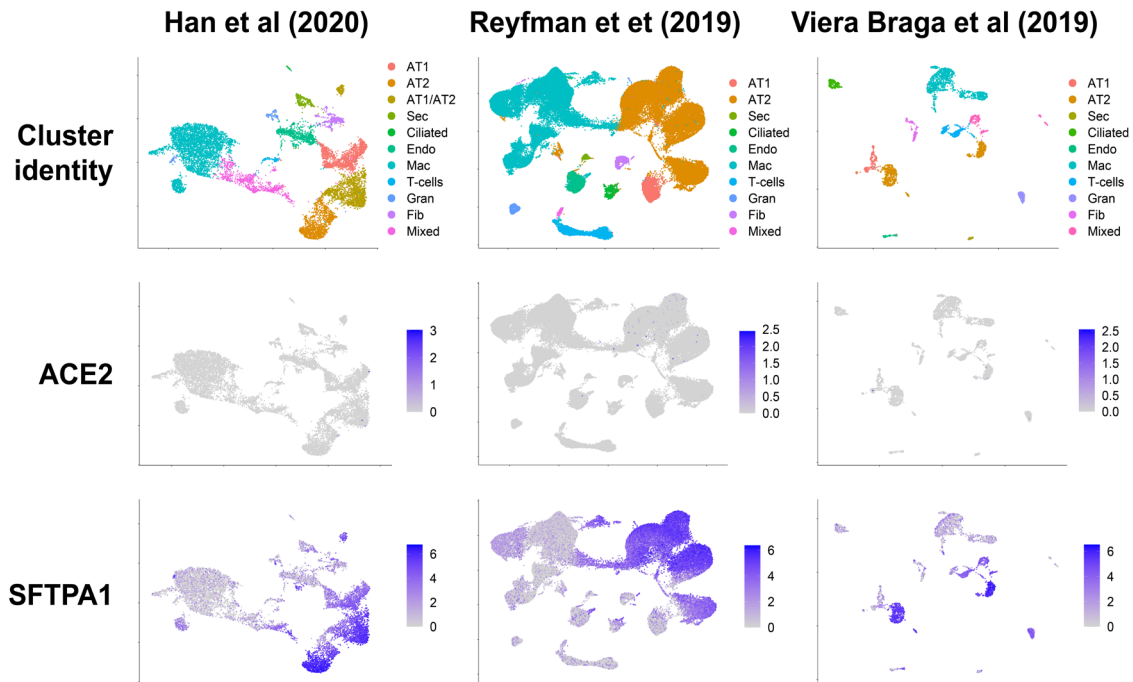 Han et al (2020)
Reyfman et et (2019)
Viera Braga et al (2019)
Cluster
identity
AT1
AT2
AT1/AT2
Sec
Ciliated
Endo
Mac
T-cells
Gran
Fib
Mixed
AT1
AT2
Sec
Ciliated
Endo
Mac
T-cells
Gran
Fib
Mixed
AT1
AT2
Sec
Ciliated
Endo
Mac
T-cells
Gran
Fib
Mixed
ACE2
3
2
1
0
2.5
2.0
1.5
1.0
0.5
0.0
2.5
2.0
1.5
1.0
0.5
0.0
SFTPA1
6
4
2
0
6
4
2
0
6
4
2
0